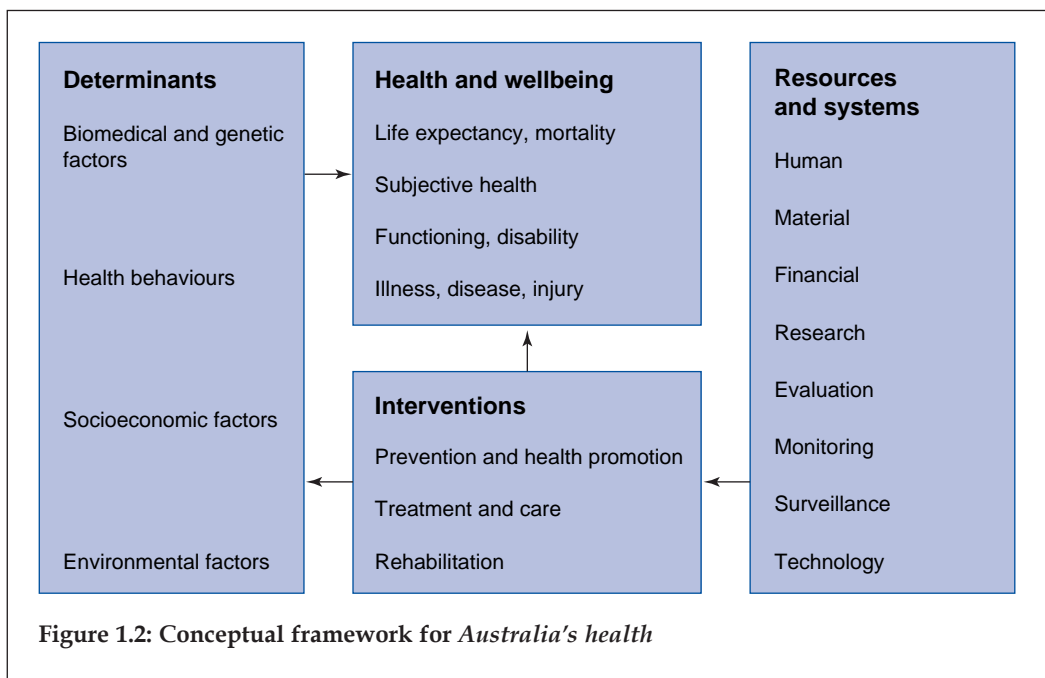 Determinants
Biomedical and genetic
factors
Health behaviours
Socioeconomic factors
Environmental factors
Health and wellbeing
Life expectancy, mortality
Subjective health
Functioning, disability
Illness, disease, injury
Interventions
Prevention and health promotion
Treatment and care
Rehabilitation
Resources
and systems
Human
Material
Financial
Research
Evaluation
Monitoring
Surveillance
Technology
Figure 1.2: Conceptual framework for Australia's health